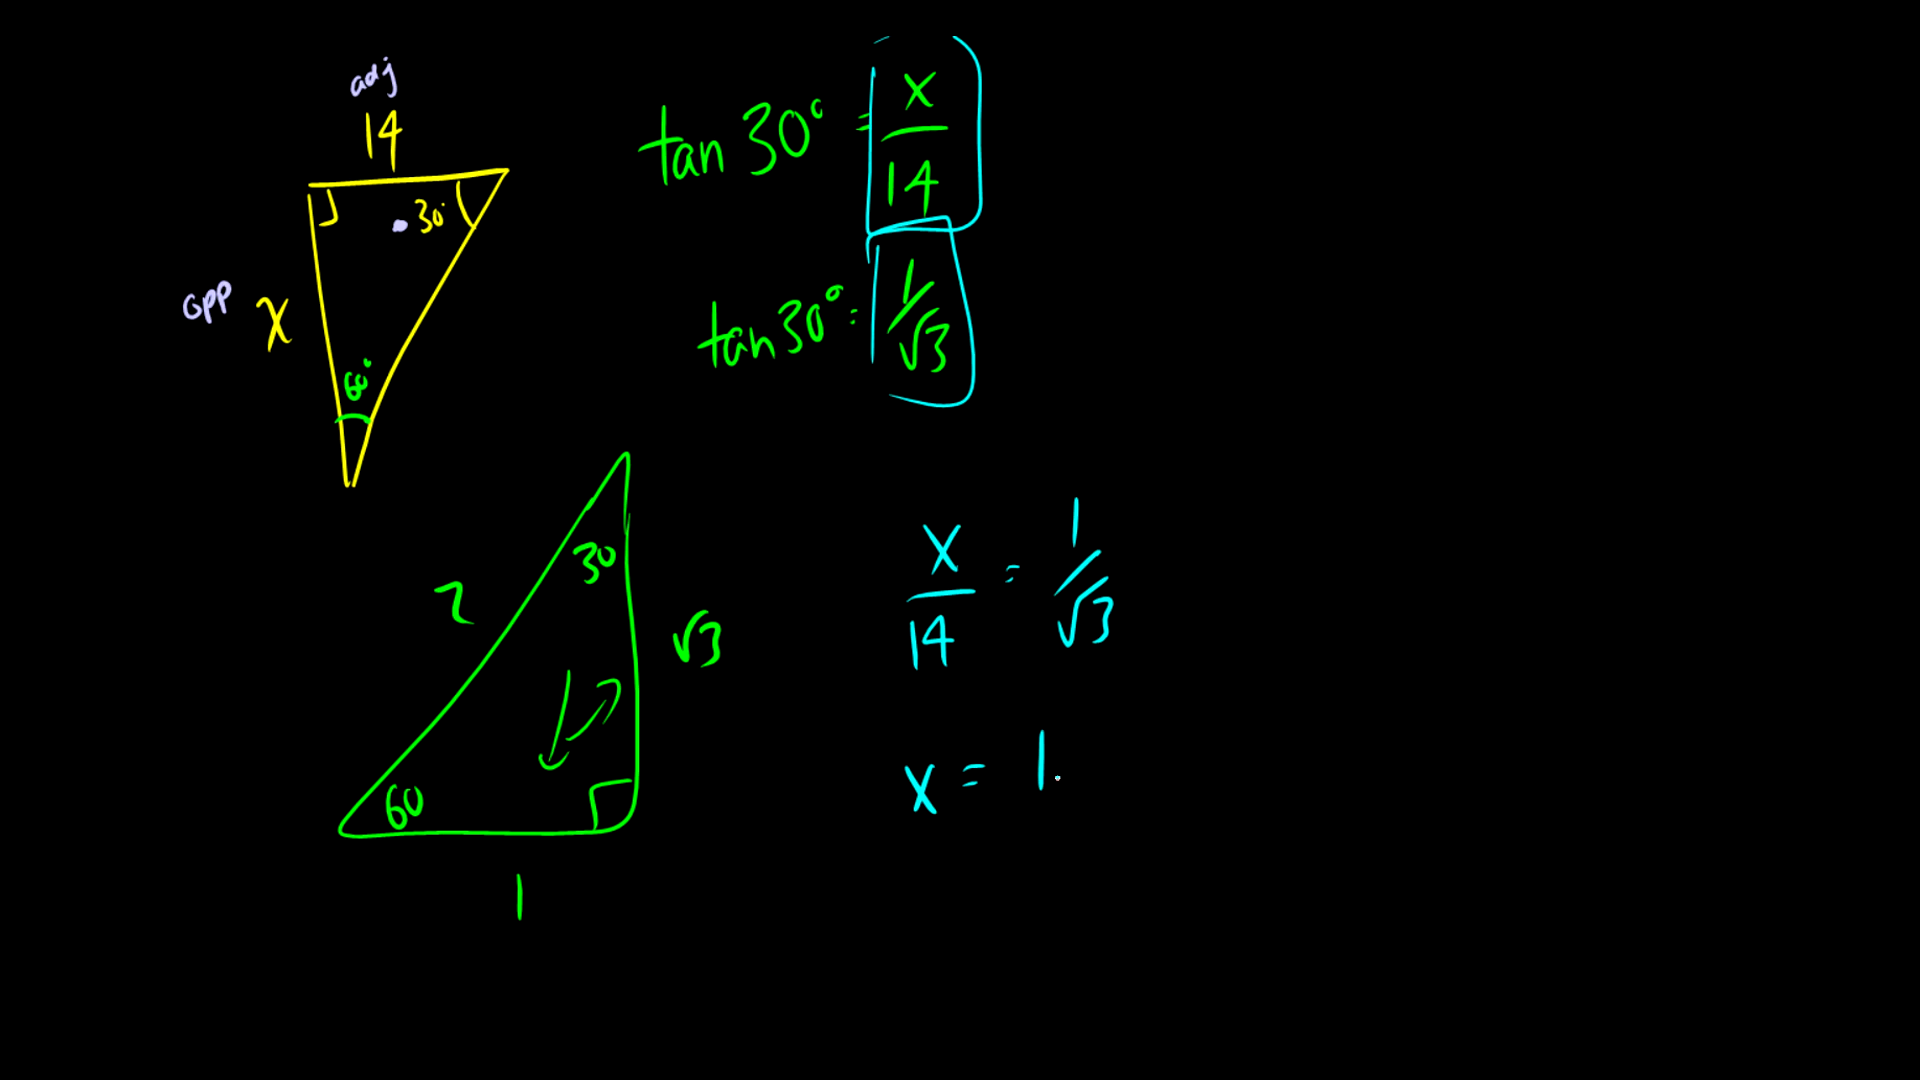 adj
14
30°
opp
x
60°
tan 30° = x/14
tan 30° = 1/√3
30
2
√3
60
1
x/14 = 1/√3
x = 1